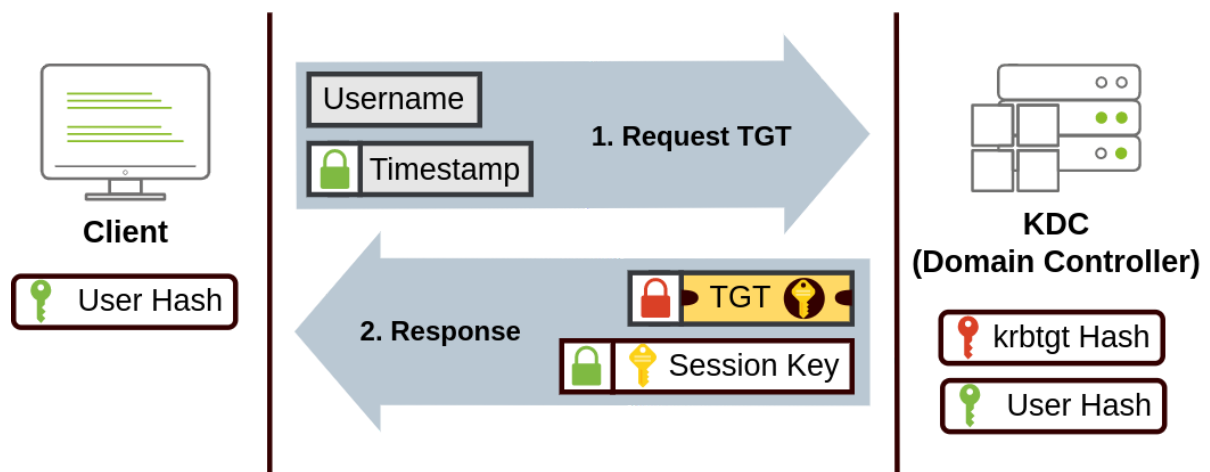 Username
1. Request TGT
Timestamp
Client
User Hash
TGT
2. Response
Session Key
KDC
(Domain Controller)
krbtgt Hash
User Hash